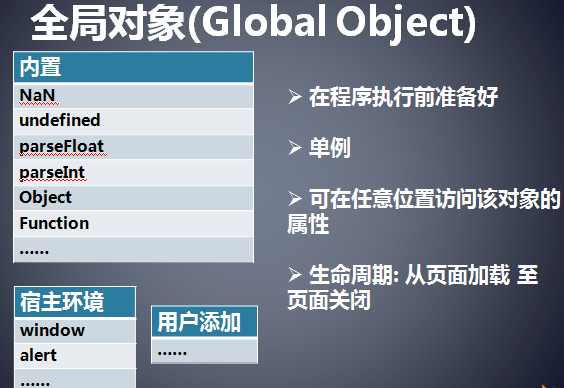 全局对象(Global Object)
内置
NaN
undefined
parseFloat
parseInt
Object
Function
......
宿主环境
window
alert
......
用户添加
......
➢ 在程序执行前准备好
➢ 单例
➢ 可在任意位置访问该对象的
属性
➢ 生命周期: 从页面加载 至
页面关闭